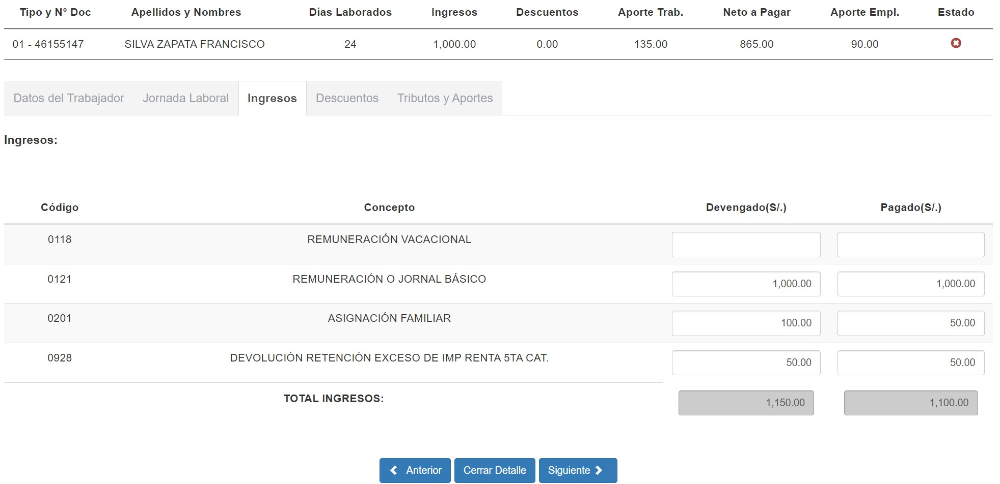 Tipo y N° Doc Apellidos y Nombres Días Laborados Ingresos Descuentos Aporte Trab. Neto a Pagar Aporte Empl. Estado
01 - 46155147 SILVA ZAPATA FRANCISCO 24 1,000.00 0.00 135.00 865.00 90.00
Datos del Trabajador Jornada Laboral Ingresos Descuentos Tributos y Aportes
Ingresos:
Código Concepto Devengado(S/.) Pagado(S/.)
0118 REMUNERACIÓN VACACIONAL
0121 REMUNERACIÓN O JORNAL BÁSICO 1,000.00 1,000.00
0201 ASIGNACIÓN FAMILIAR 100.00 50.00
0928 DEVOLUCIÓN RETENCIÓN EXCESO DE IMP RENTA 5TA CAT. 50.00 50.00
TOTAL INGRESOS: 1,150.00 1,100.00
Anterior Cerrar Detalle Siguiente